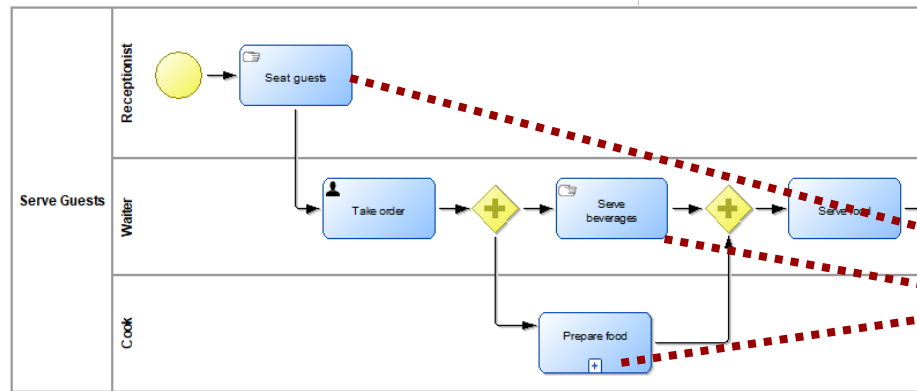 Serve Guests
Receptionist
Seat guests
Waiter
Take order
Serve
beverages
Serve food
Cook
Prepare food